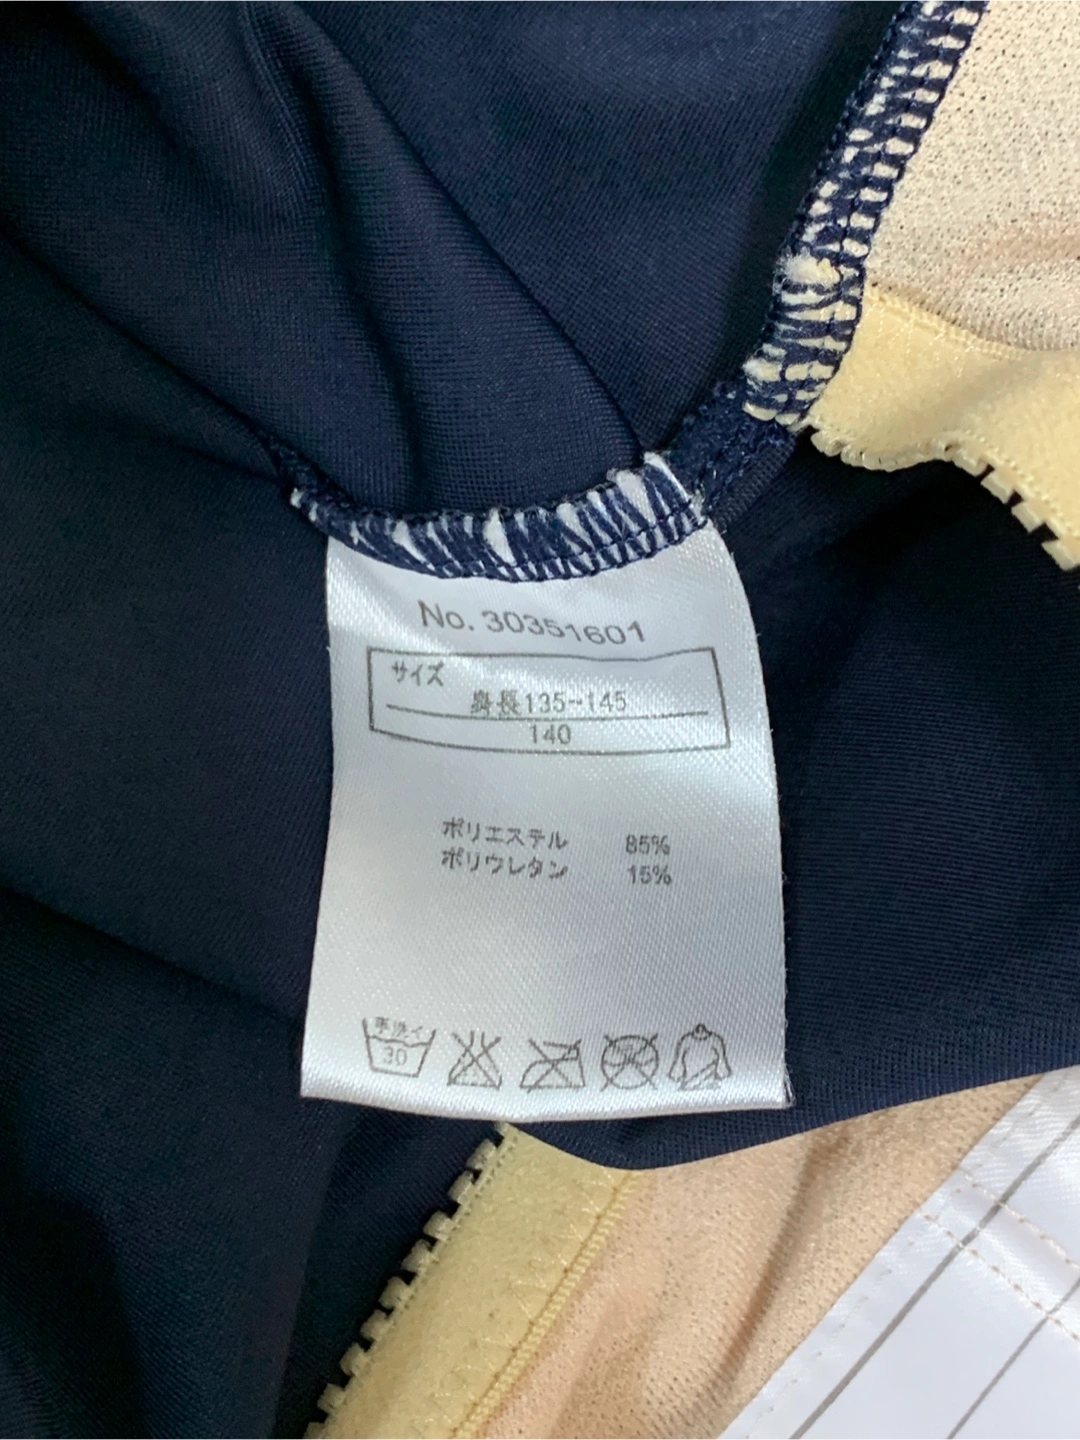 No. 30351601
サイズ
身長135-145
140
ポリエステル 85%
ポリウレタン 15%
手洗イ
30